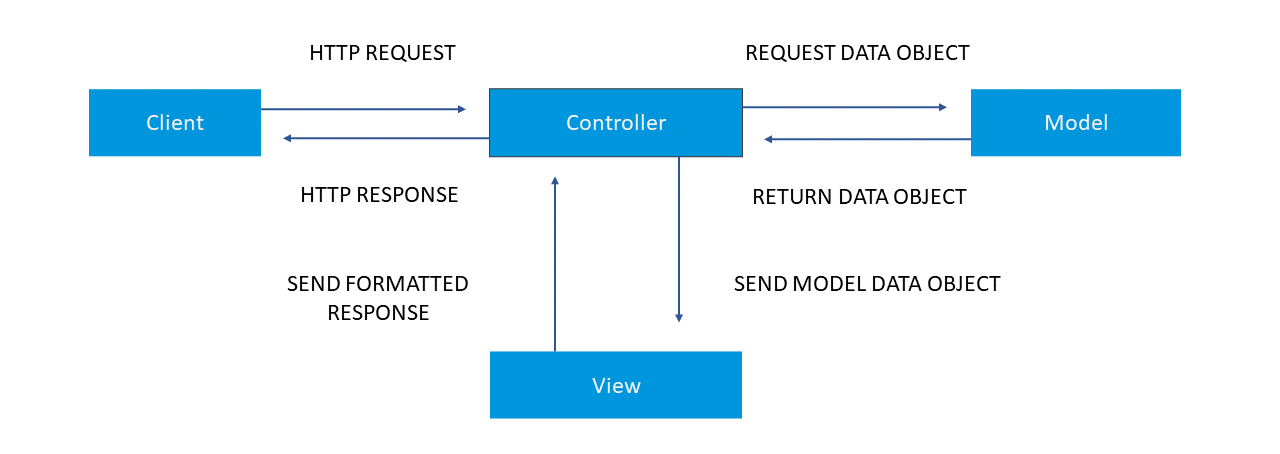 HTTP REQUEST
REQUEST DATA OBJECT
Client
Controller
Model
HTTP RESPONSE
RETURN DATA OBJECT
SEND FORMATTED
RESPONSE
SEND MODEL DATA OBJECT
View